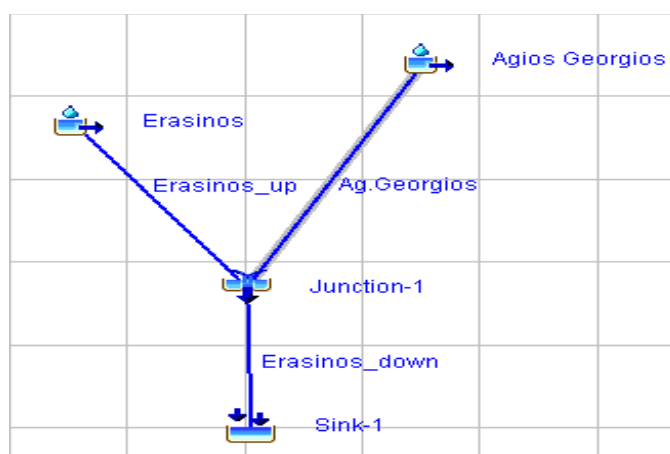 Agios Georgios
Erasinos
Erasinos_up
Ag.Georgios
Junction-1
Erasinos_down
Sink-1